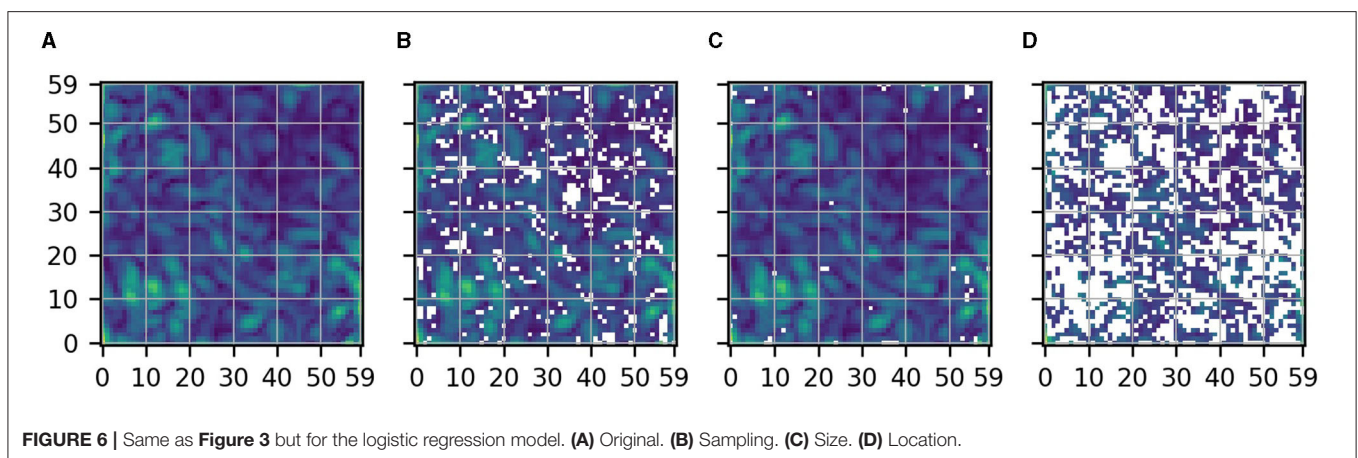 A B C D
59
50
40
30
20
10
0
0 10 20 30 40 50 59 0 10 20 30 40 50 59 0 10 20 30 40 50 59 0 10 20 30 40 50 59
FIGURE 6 | Same as Figure 3 but for the logistic regression model. (A) Original. (B) Sampling. (C) Size. (D) Location.